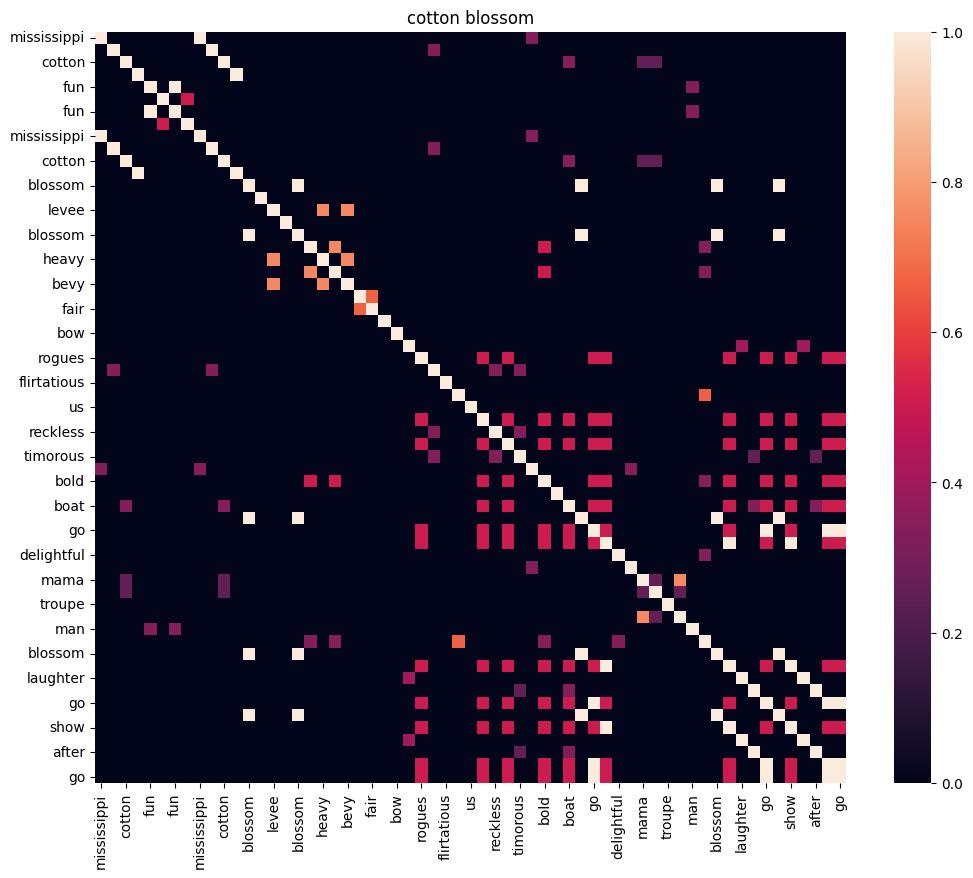 cotton blossom
mississippi
cotton
fun
fun
mississippi
cotton
blossom
levee
blossom
heavy
bevy
fair
bow
rogues
flirtatious
us
reckless
timorous
bold
boat
go
delightful
mama
troupe
man
blossom
laughter
go
show
after
go
mississippi
cotton
fun
fun
mississippi
cotton
blossom
levee
blossom
heavy
bevy
fair
bow
rogues
flirtatious
us
reckless
timorous
bold
boat
go
delightful
mama
troupe
man
blossom
laughter
go
show
after
go
1.0
0.8
0.6
0.4
0.2
0.0